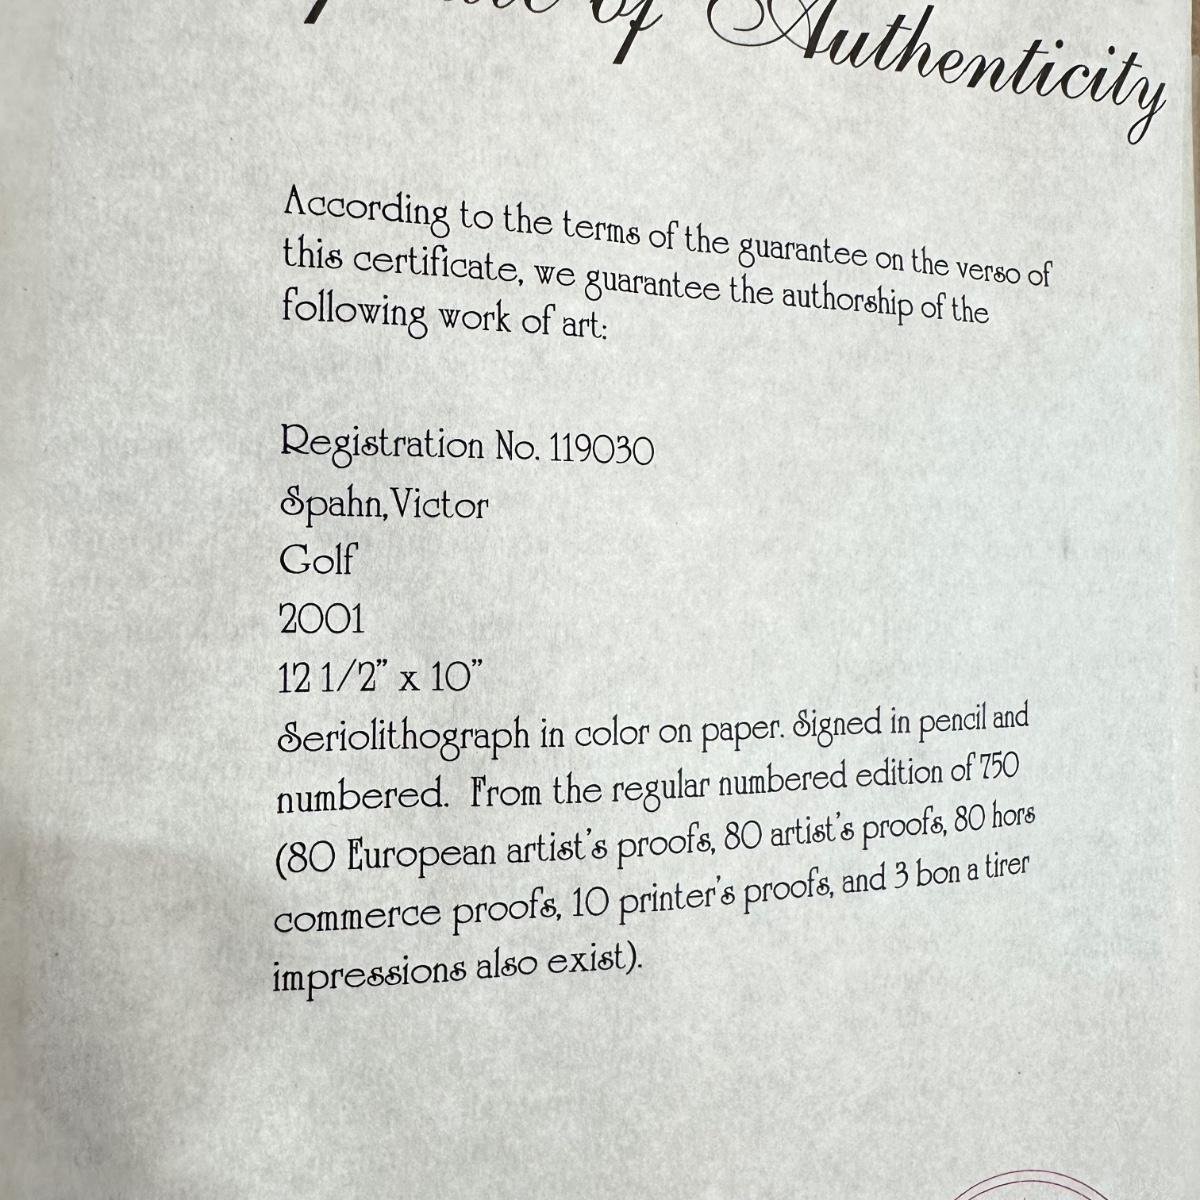 of Authenticity
According to the terms of the guarantee on the verso of
this certificate, we guarantee the authorship of the
following work of art:
Registration No. 119030
Spahn, Victor
Golf
2001
12 1/2" x 10"
Seriolithograph in color on paper. Signed in pencil and
numbered. From the regular numbered edition of 750
(80 European artist's proofs, 80 artist's proofs, 80 hors
commerce proofs, 10 printer's proofs, and 3 bon a tirer
impressions also exist).